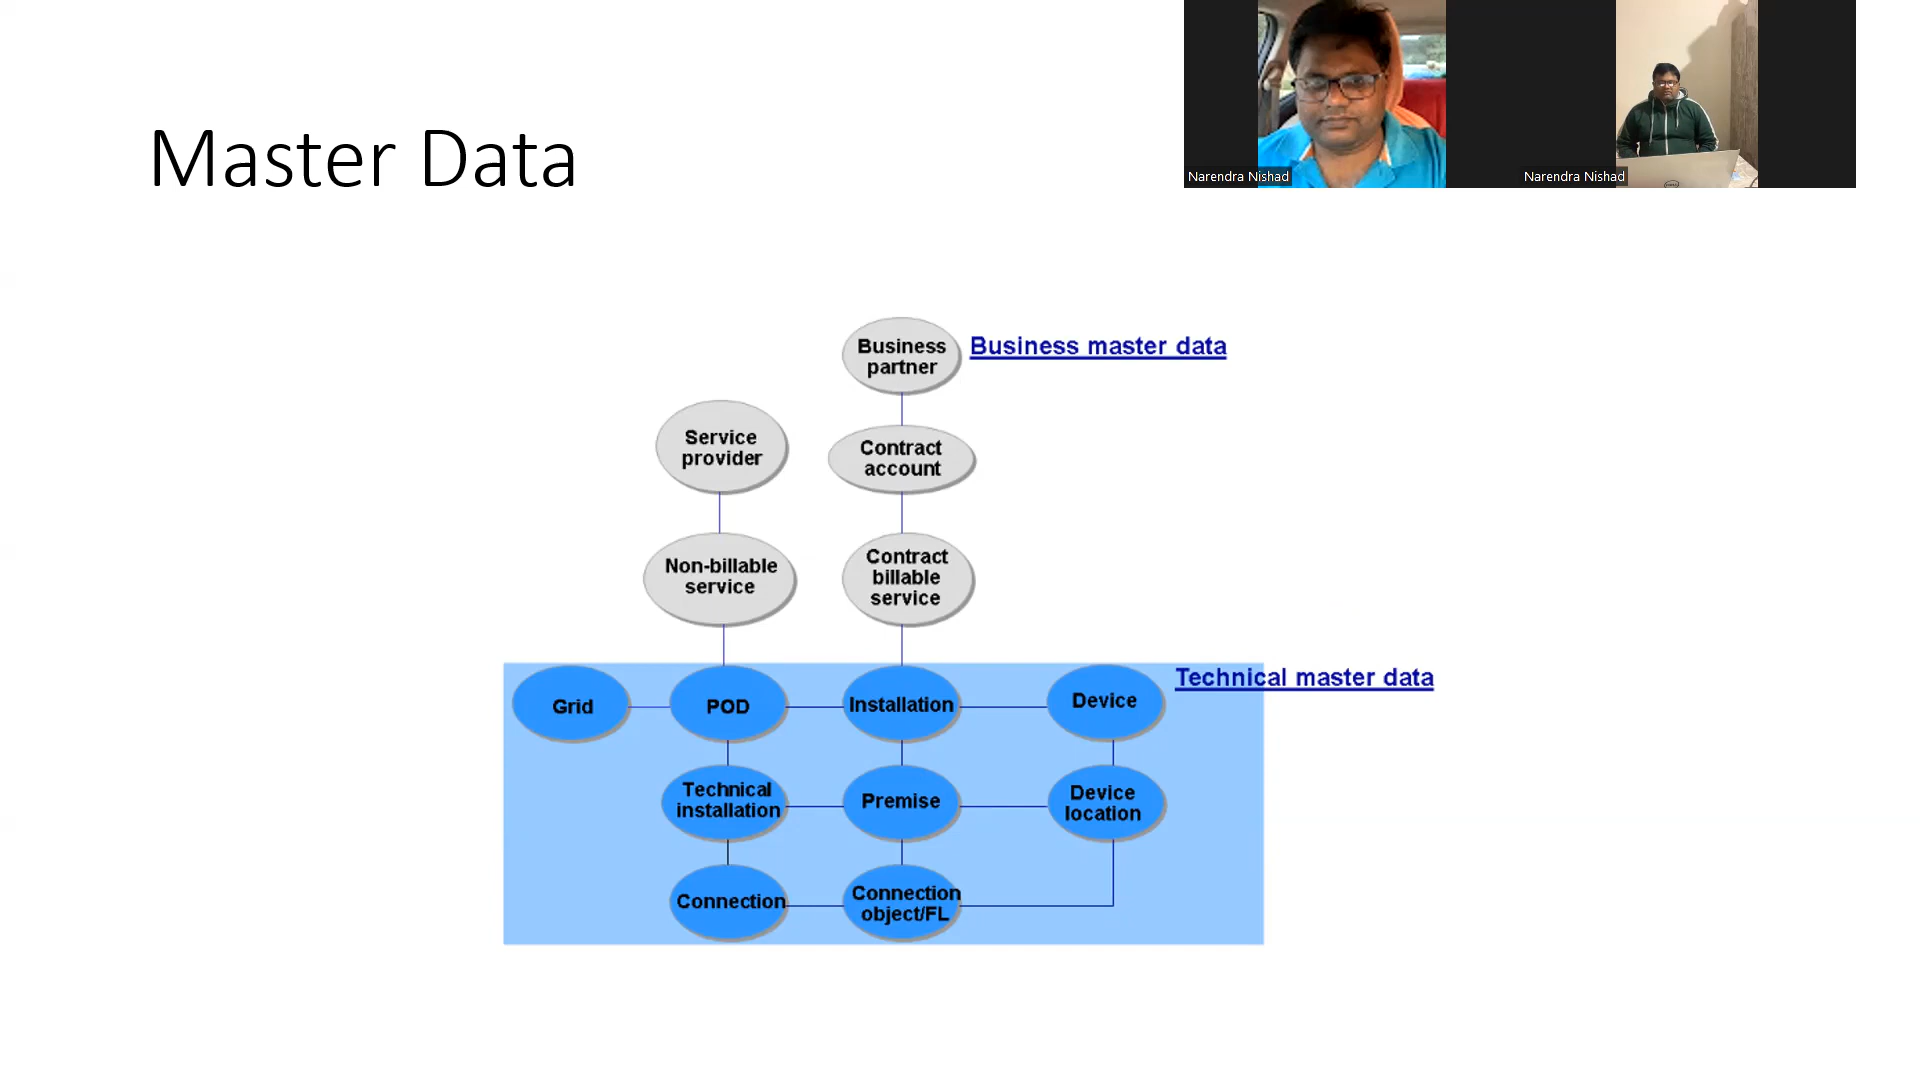 Master Data
Narendra Nishad
Narendra Nishad
Business
partner
Business master data
Service
provider
Contract
account
Non-billable
service
Contract
billable
service
Technical master data
Grid
POD
Installation
Device
Technical
installation
Premise
Device
location
Connection
Connection
object/FL